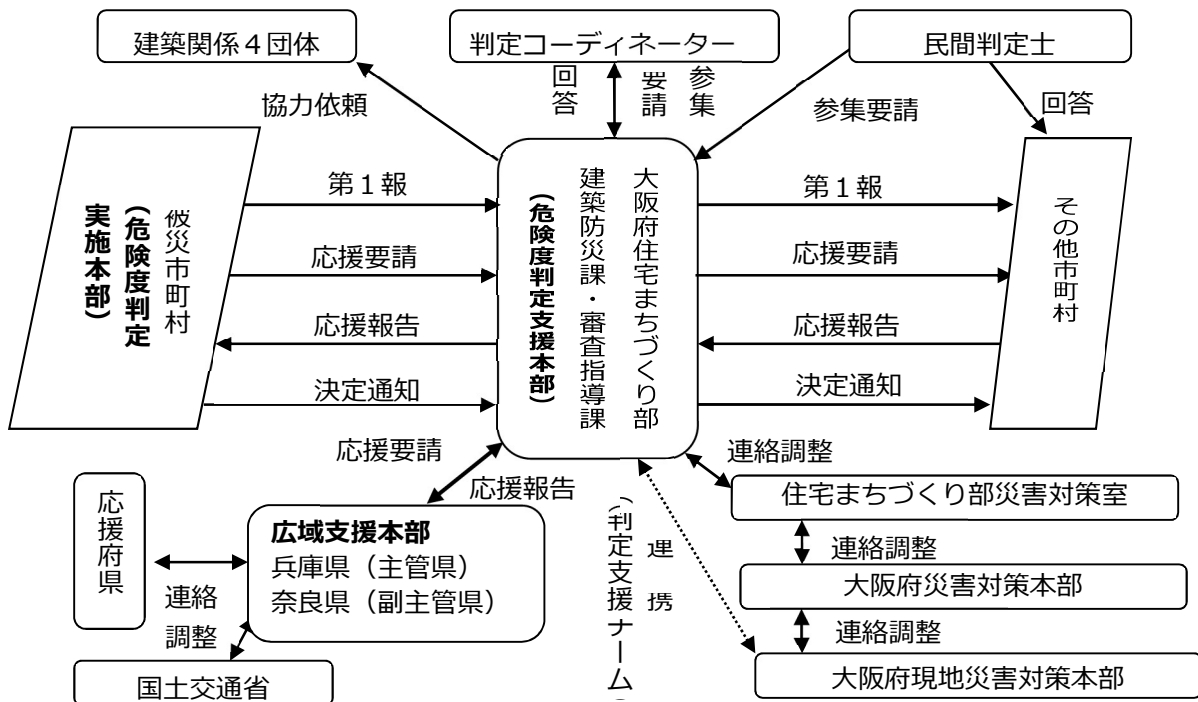 建築関係４団体
判定コーディネーター
民間判定士
協力依頼
回答
参集
要請
参集要請
回答
被災市町村
(危険度判定
実施本部)
第１報
応援要請
応援報告
決定通知
大阪府住宅まちづくり部
建築防災課・審査指導課
(危険度判定支援本部)
第１報
応援要請
応援報告
決定通知
その他市町村
応援要請
応援報告
連絡調整
応援府県
広域支援本部
兵庫県（主管県）
奈良県（副主管県）
連絡
調整
国土交通省
連携
(判定支援チームの
住宅まちづくり部災害対策室
連絡調整
大阪府災害対策本部
連絡調整
大阪府現地災害対策本部